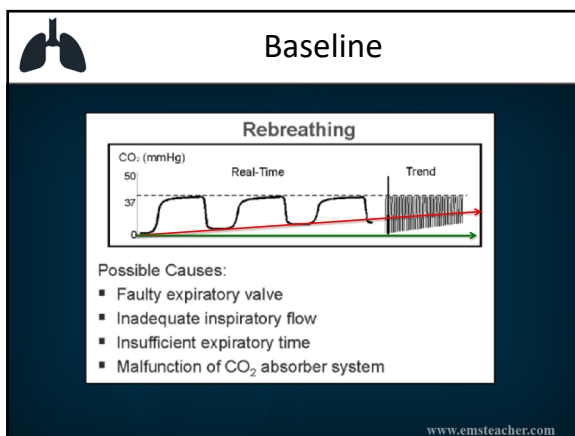 Baseline
Rebreathing
CO₂ (mmHg)
Real-Time
Trend
50
37
0
Possible Causes:
▪ Faulty expiratory valve
▪ Inadequate inspiratory flow
▪ Insufficient expiratory time
▪ Malfunction of CO₂ absorber system
www.emsteacher.com